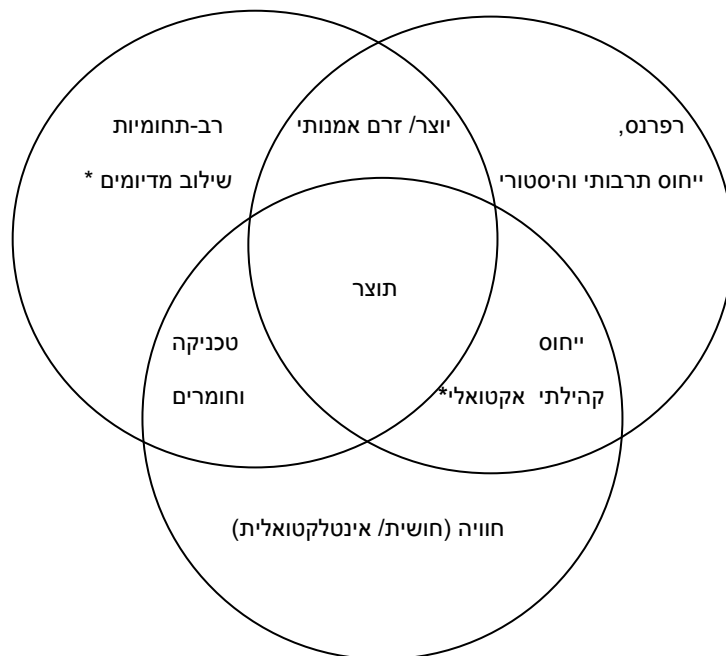 רפרנס,
ייחוס תרבותי והיסטורי
יוצר/ זרם אמנותי
רב-תחומיות
שילוב מדיומים *
תוצר
ייחוס
קהילתי אקטואלי*
טכניקה
וחומרים
חוויה (חושית/ אינטלקטואלית)